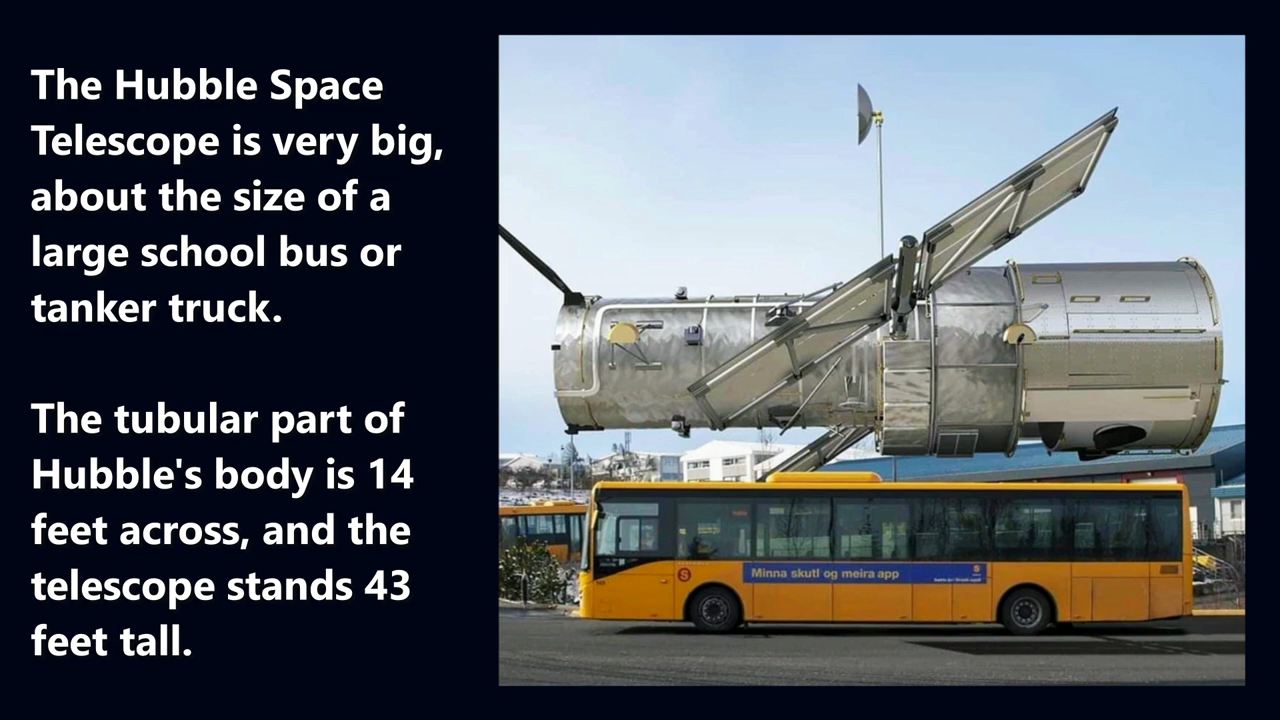 The Hubble Space
Telescope is very big,
about the size of a
large school bus or
tanker truck.
The tubular part of
Hubble's body is 14
feet across, and the
telescope stands 43
feet tall.
Minna skutl og meira app
S
S